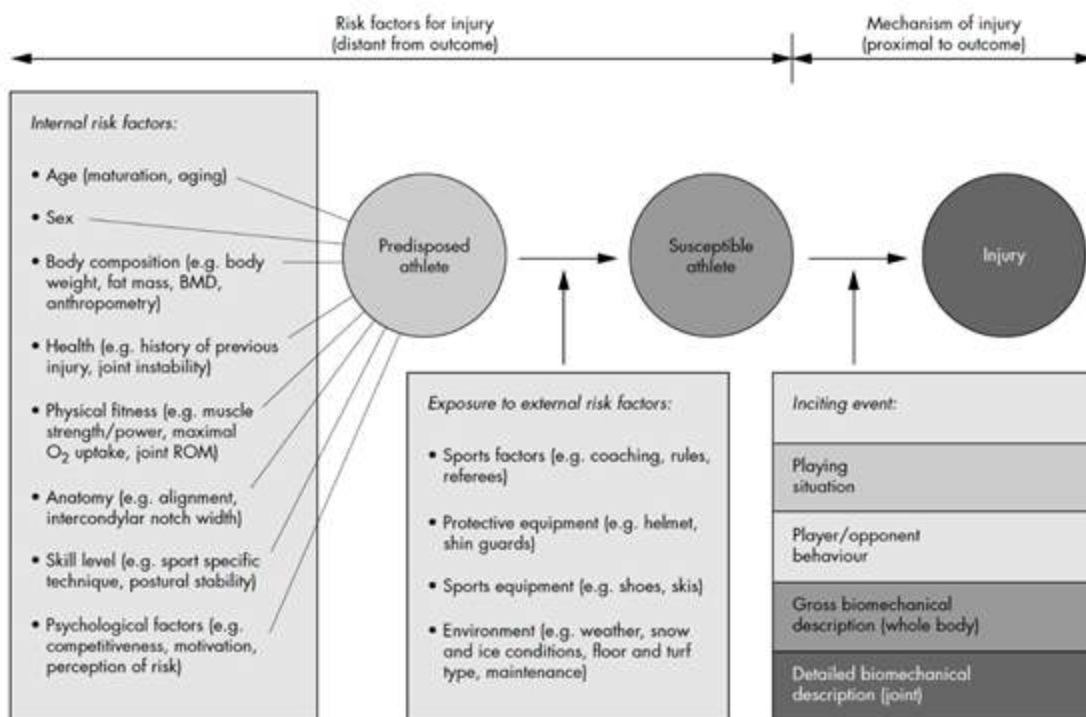 Risk factors for injury
(distant from outcome)
Mechanism of injury
(proximal to outcome)
Internal risk factors:
• Age (maturation, aging)
• Sex
• Body composition (e.g. body
weight, fat mass, BMD,
anthropometry)
• Health (e.g. history of previous
injury, joint instability)
• Physical fitness (e.g. muscle
strength/power, maximal
O2 uptake, joint ROM)
• Anatomy (e.g. alignment,
intercondylar notch width)
• Skill level (e.g. sport specific
technique, postural stability)
• Psychological factors (e.g.
competitiveness, motivation,
perception of risk)
Predisposed
athlete
Susceptible
athlete
Injury
Exposure to external risk factors:
• Sports factors (e.g. coaching, rules,
referees)
• Protective equipment (e.g. helmet,
shin guards)
• Sports equipment (e.g. shoes, skis)
• Environment (e.g. weather, snow
and ice conditions, floor and turf
type, maintenance)
Inciting event:
Playing
situation
Player/opponent
behaviour
Gross biomechanical
description (whole body)
Detailed biomechanical
description (joint)